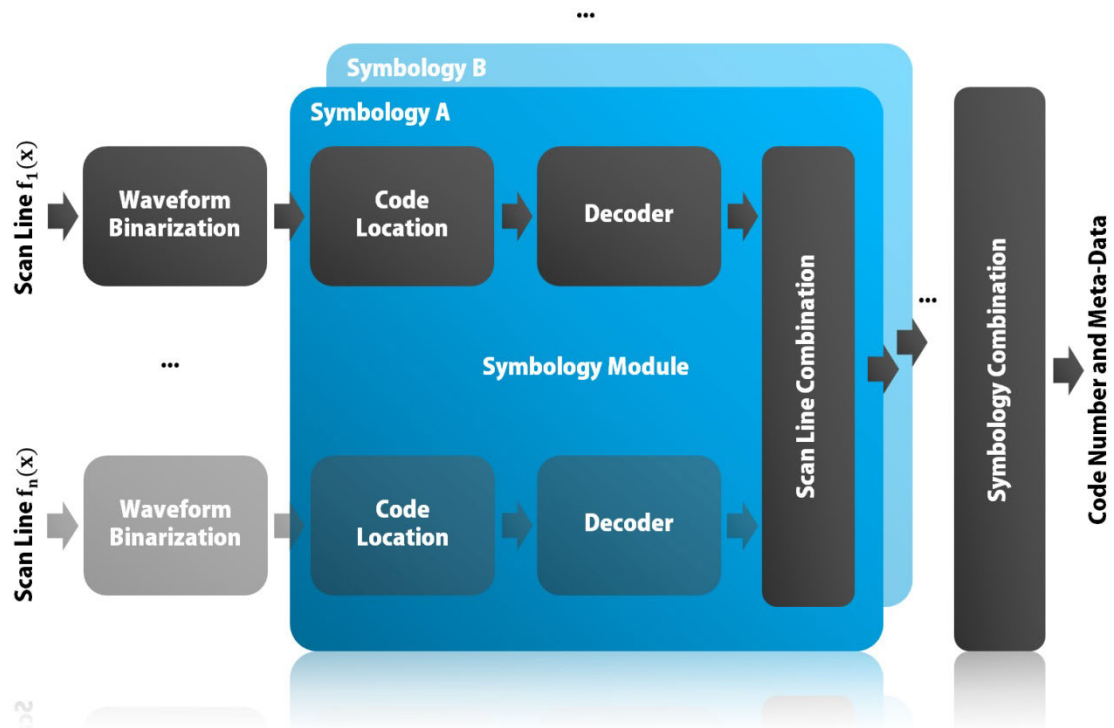 ...
Symbology B
Symbology A
Scan Line f₁(x)
Waveform
Binarization
Code
Location
Decoder
Scan Line Combination
...
Symbology Combination
Code Number and Meta-Data
...
Symbology Module
Scan Line fₙ(x)
Waveform
Binarization
Code
Location
Decoder